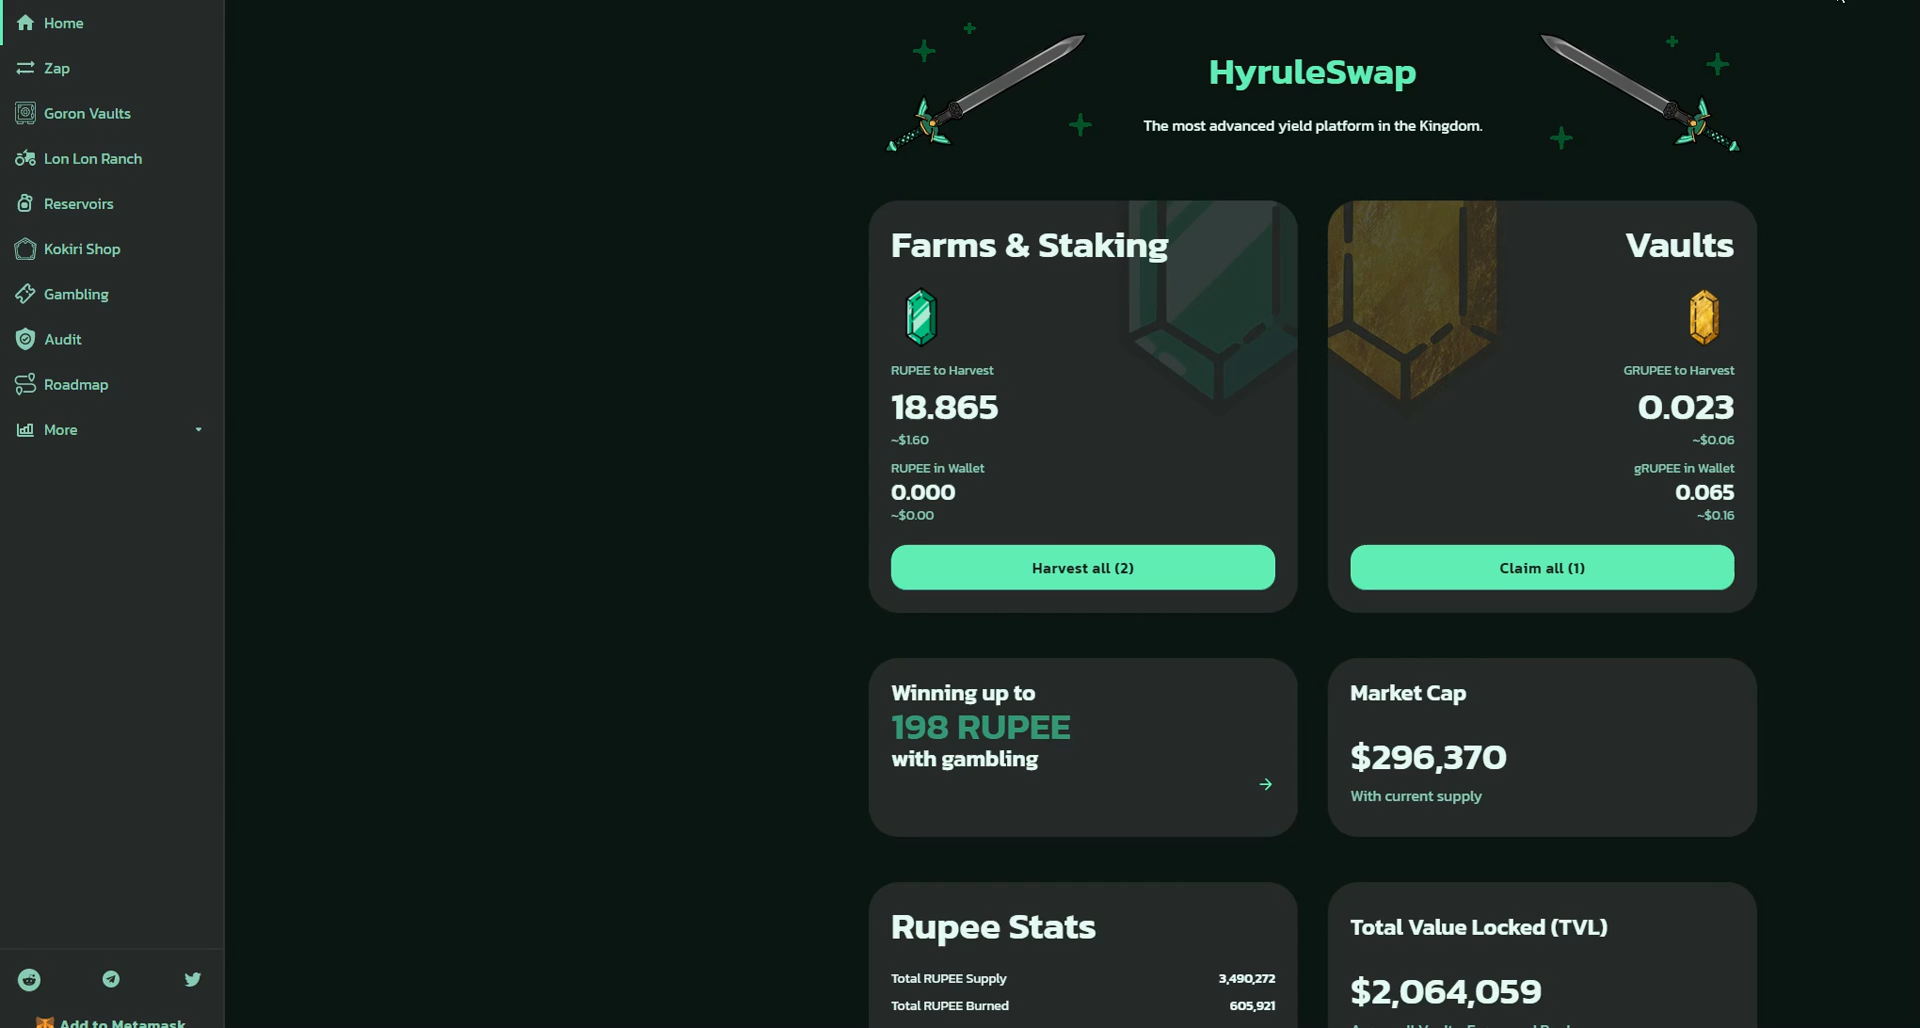 Home
Zap
Goron Vaults
Lon Lon Ranch
Reservoirs
Kokiri Shop
Gambling
Audit
Roadmap
More
Add to Metamask
HyruleSwap
The most advanced yield platform in the Kingdom.
Farms & Staking
RUPEE to Harvest
18.865
~$1.60
RUPEE in Wallet
0.000
~$0.00
Harvest all (2)
Vaults
GRUPEE to Harvest
0.023
~$0.06
gRUPEE in Wallet
0.065
~$0.16
Claim all (1)
Winning up to
198 RUPEE
with gambling
Market Cap
$296,370
With current supply
Rupee Stats
Total RUPEE Supply 3,490,272
Total RUPEE Burned 605,921
Total Value Locked (TVL)
$2,064,059